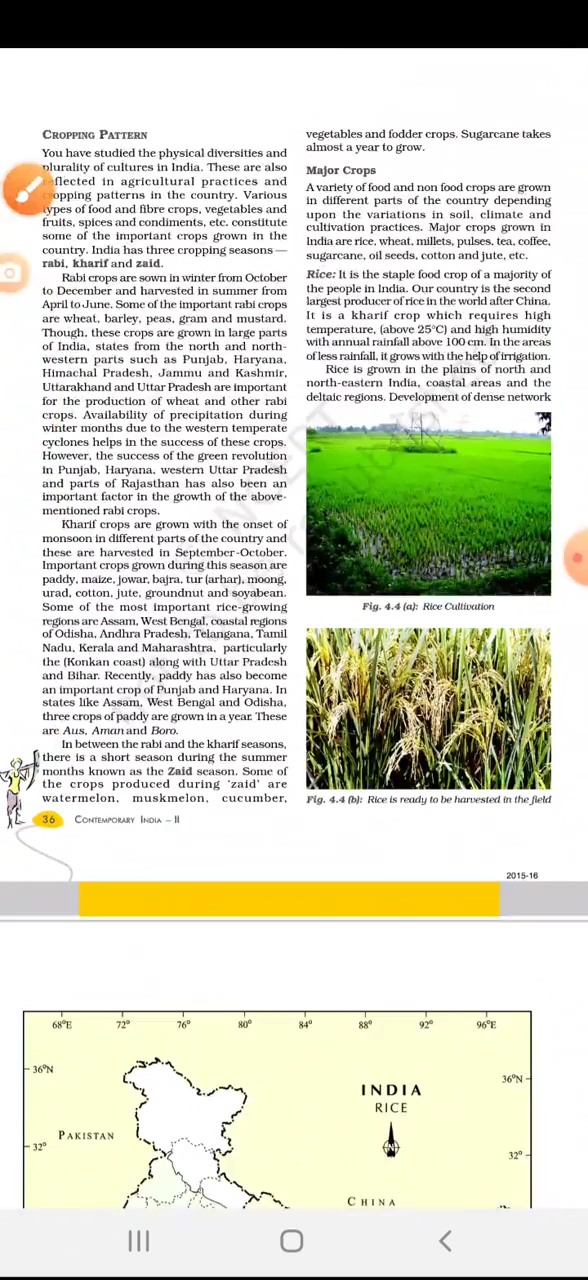 CROPPING PATTERN
You have studied the physical diversities and
plurality of cultures in India. These are also
reflected in agricultural practices and
cropping patterns in the country. Various
types of food and fibre crops, vegetables and
fruits, spices and condiments, etc. constitute
some of the important crops grown in the
country. India has three cropping seasons —
rabi, kharif and zaid.
Rabi crops are sown in winter from October
to December and harvested in summer from
April to June. Some of the important rabi crops
are wheat, barley, peas, gram and mustard.
Though, these crops are grown in large parts
of India, states from the north and north-
western parts such as Punjab, Haryana,
Himachal Pradesh, Jammu and Kashmir,
Uttarakhand and Uttar Pradesh are important
for the production of wheat and other rabi
crops. Availability of precipitation during
winter months due to the western temperate
cyclones helps in the success of these crops.
However, the success of the green revolution
in Punjab, Haryana, western Uttar Pradesh
and parts of Rajasthan has also been an
important factor in the growth of the above-
mentioned rabi crops.
Kharif crops are grown with the onset of
monsoon in different parts of the country and
these are harvested in September-October.
Important crops grown during this season are
paddy, maize, jowar, bajra, tur (arhar), moong,
urad, cotton, jute, groundnut and soyabean.
Some of the most important rice-growing
regions are Assam, West Bengal, coastal regions
of Odisha, Andhra Pradesh, Telangana, Tamil
Nadu, Kerala and Maharashtra, particularly
the (Konkan coast) along with Uttar Pradesh
and Bihar. Recently, paddy has also become
an important crop of Punjab and Haryana. In
states like Assam, West Bengal and Odisha,
three crops of paddy are grown in a year. These
are Aus, Aman and Boro.
In between the rabi and the kharif seasons,
there is a short season during the summer
months known as the Zaid season. Some of
the crops produced during 'zaid' are
watermelon, muskmelon, cucumber,
36 CONTEMPORARY INDIA – II
vegetables and fodder crops. Sugarcane takes
almost a year to grow.
Major Crops
A variety of food and non food crops are grown
in different parts of the country depending
upon the variations in soil, climate and
cultivation practices. Major crops grown in
India are rice, wheat, millets, pulses, tea, coffee,
sugarcane, oil seeds, cotton and jute, etc.
Rice: It is the staple food crop of a majority of
the people in India. Our country is the second
largest producer of rice in the world after China.
It is a kharif crop which requires high
temperature, (above 25°C) and high humidity
with annual rainfall above 100 cm. In the areas
of less rainfall, it grows with the help of irrigation.
Rice is grown in the plains of north and
north-eastern India, coastal areas and the
deltaic regions. Development of dense network
Fig. 4.4 (a): Rice Cultivation
Fig. 4.4 (b): Rice is ready to be harvested in the field
2015-16
68°E 72° 76° 80° 84° 88° 92° 96°E
36°N 36°N
INDIA
RICE
PAKISTAN
32° 32°
CHINA